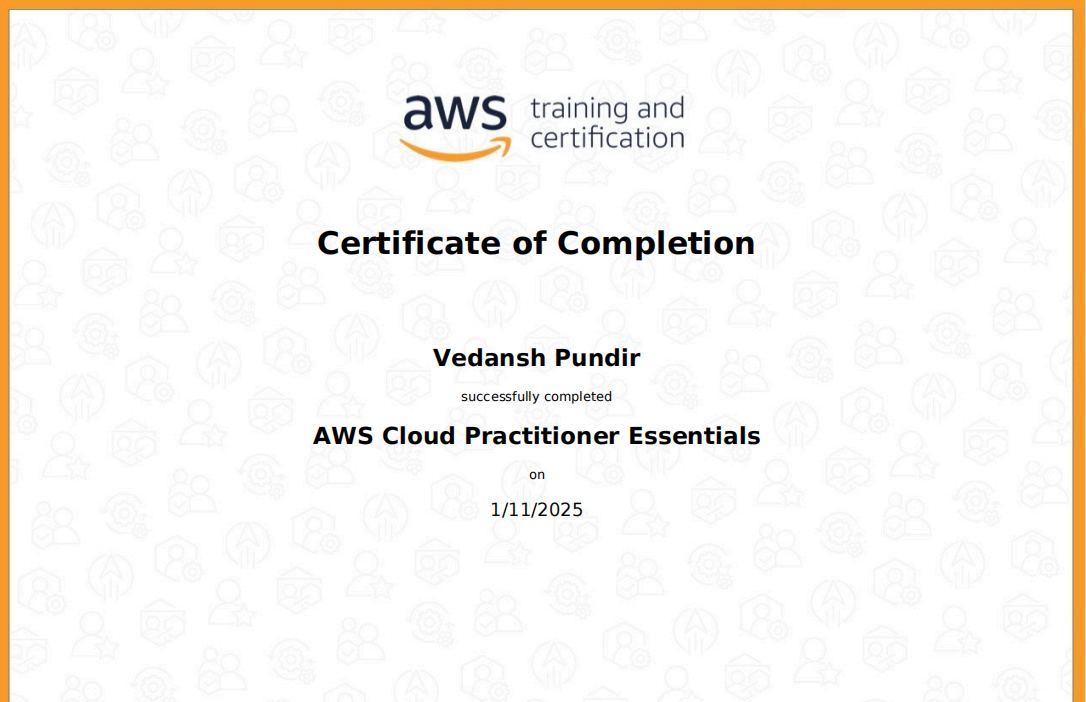 aws training and
certification
Certificate of Completion
Vedansh Pundir
successfully completed
AWS Cloud Practitioner Essentials
on
1/11/2025